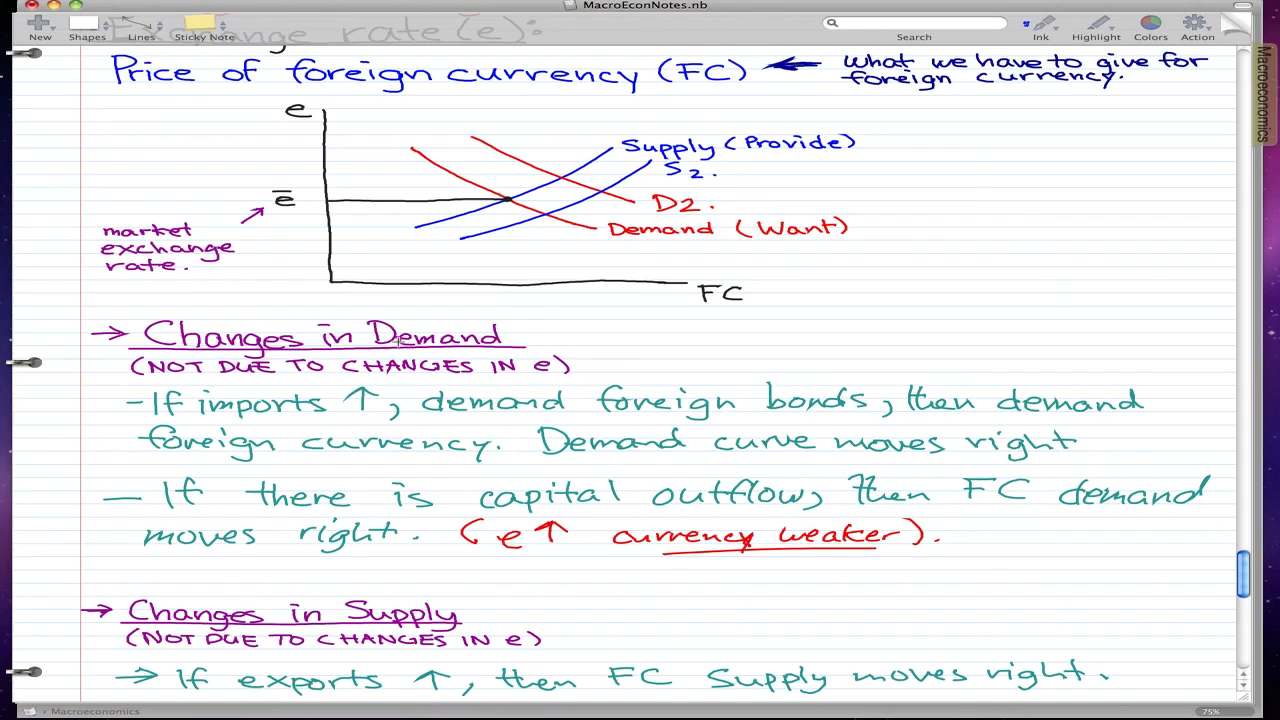 MacroEconNotes.nb
New Shapes Lines Sticky Note Search Ink Highlight Colors Action
Exchange rate (e):
Macroeconomics
Price of foreign currency (FC) ← what we have to give for
foreign currency.
e
Supply (Provide)
S2.
ē
D2.
Demand (Want)
market
exchange
rate.
FC
→ Changes in Demand
(NOT DUE TO CHANGES IN e)
- If imports ↑, demand foreign bonds, then demand
foreign currency. Demand curve moves right
- If there is capital outflow, then FC demand
moves right. (e ↑ currency weaker).
→ Changes in Supply
(NOT DUE TO CHANGES IN e)
→ If exports ↑, then FC Supply moves right.
Macroeconomics
75%